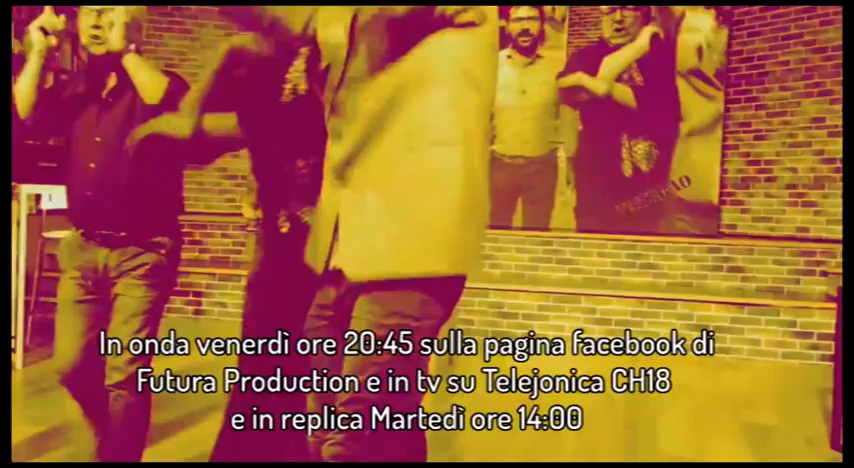 In onda venerdì ore 20:45 sulla pagina facebook di
Futura Production e in tv su Telejonica CH18
e in replica Martedì ore 14:00